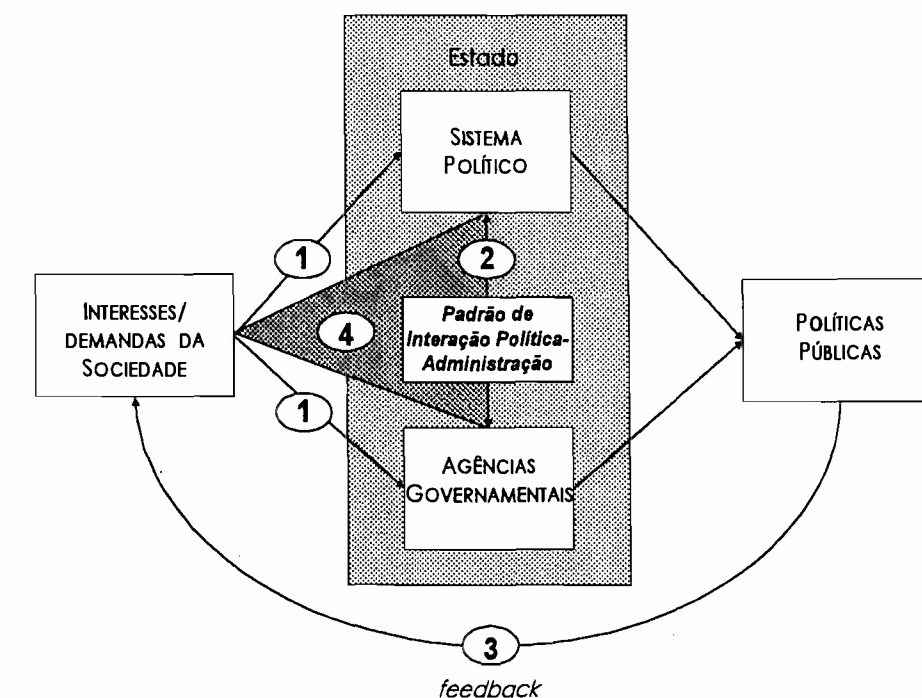 Estado
SISTEMA
POLÍTICO
1
2
INTERESSES/
DEMANDAS DA
SOCIEDADE
4
Padrão de
Interação Política-
Administração
POLÍTICAS
PÚBLICAS
1
AGÊNCIAS
GOVERNAMENTAIS
3
feedback